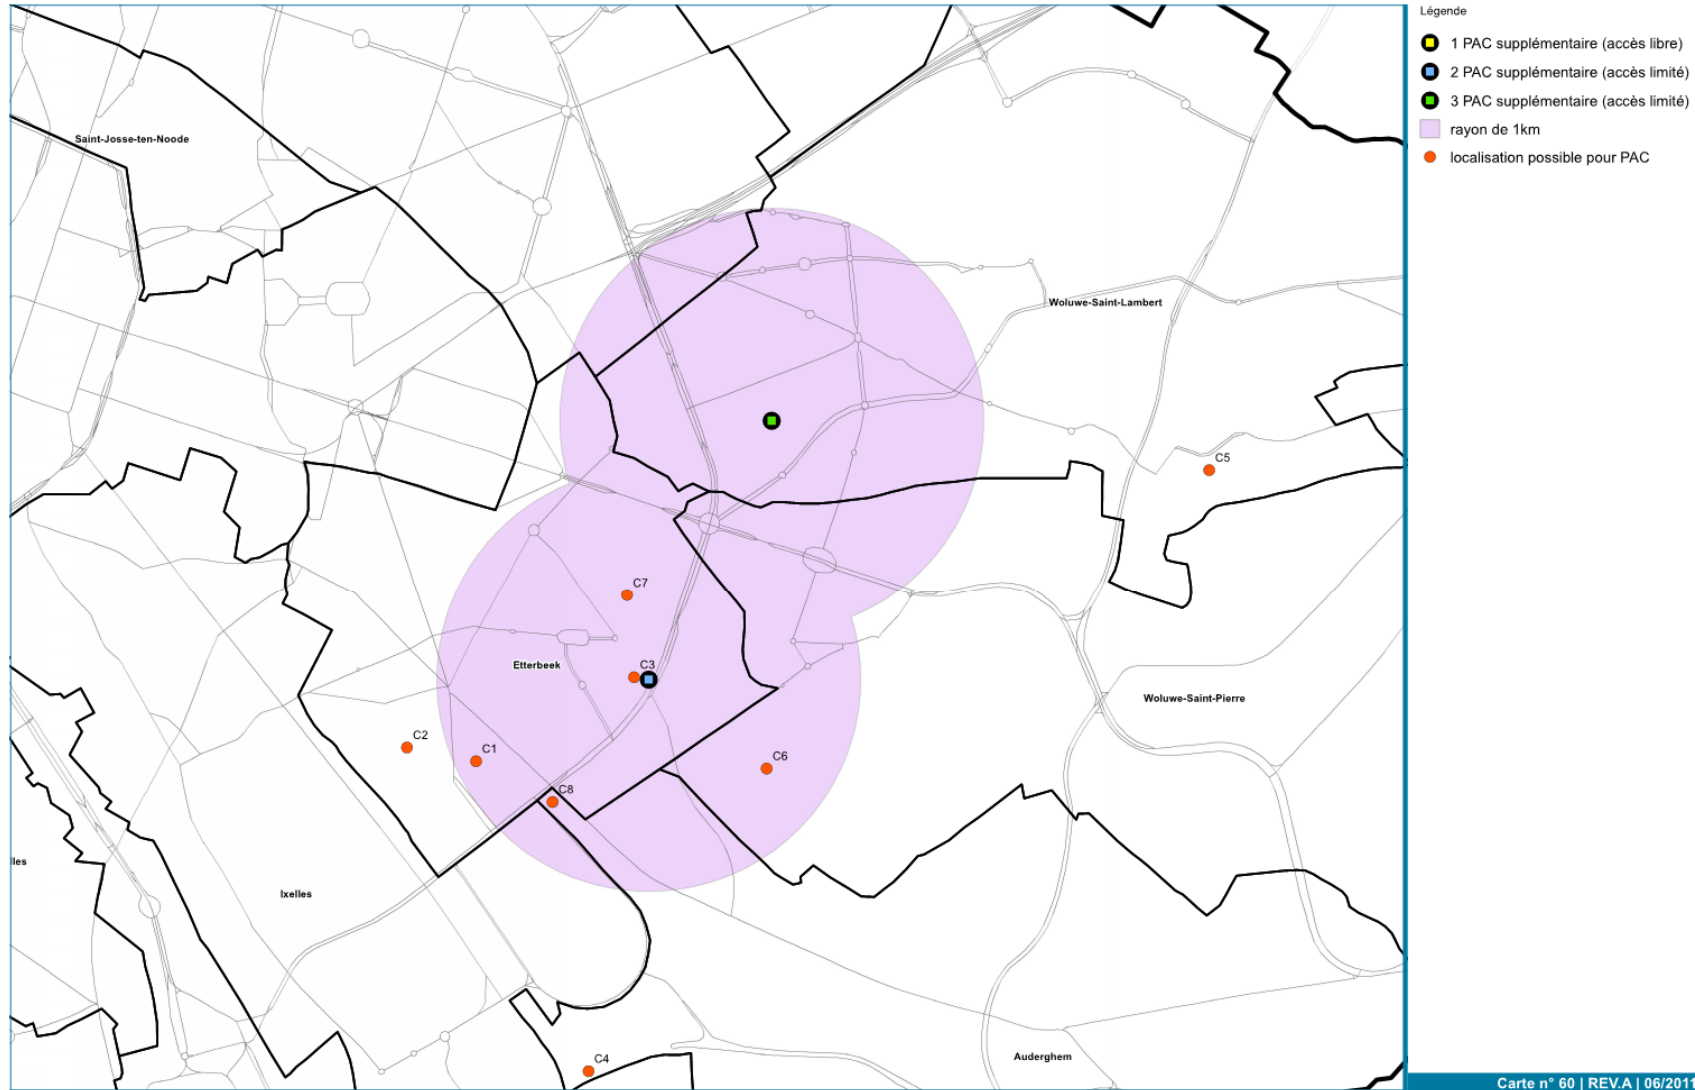 Légende
1 PAC supplémentaire (accès libre)
2 PAC supplémentaire (accès limité)
3 PAC supplémentaire (accès limité)
rayon de 1km
localisation possible pour PAC
Saint-Josse-ten-Noode
Woluwe-Saint-Lambert
C5
C7
Etterbeek
C3
Woluwe-Saint-Pierre
C2
C1
C6
C8
lles
Ixelles
Auderghem
C4
Carte n° 60 | REV.A | 06/201